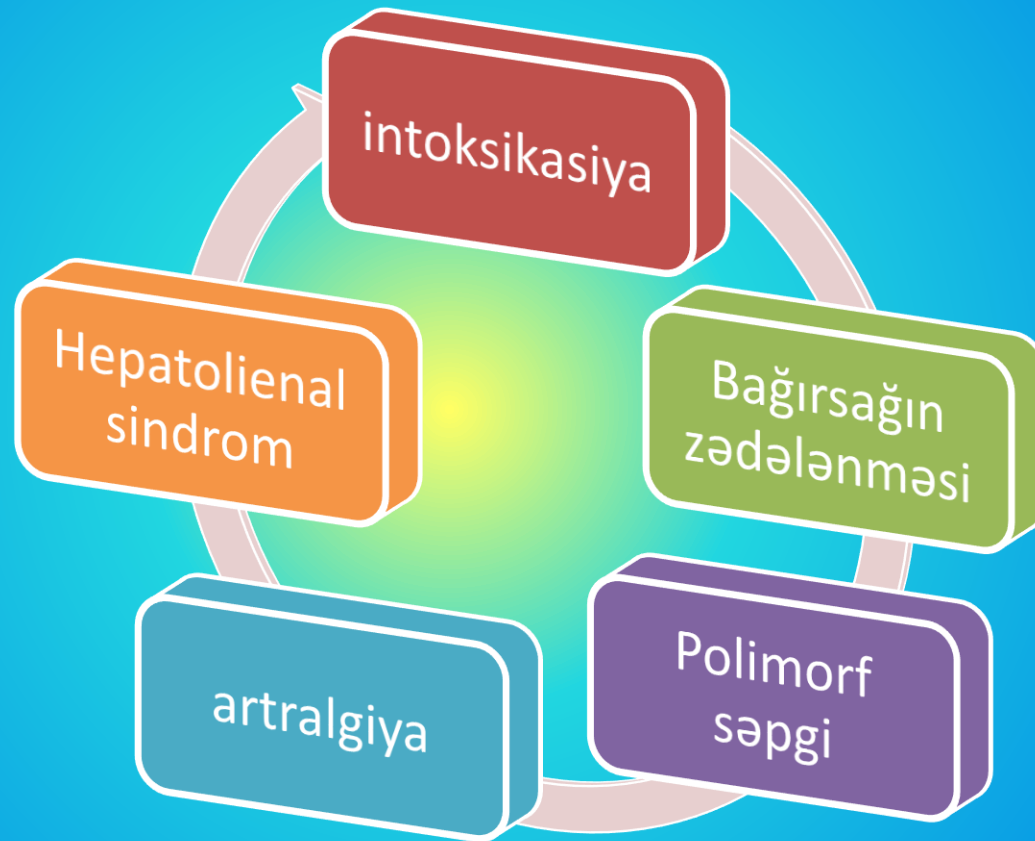 intoksikasiya
Bağırsağın
zədələnməsi
Polimorf
səpgi
artralgiya
Hepatolienal
sindrom